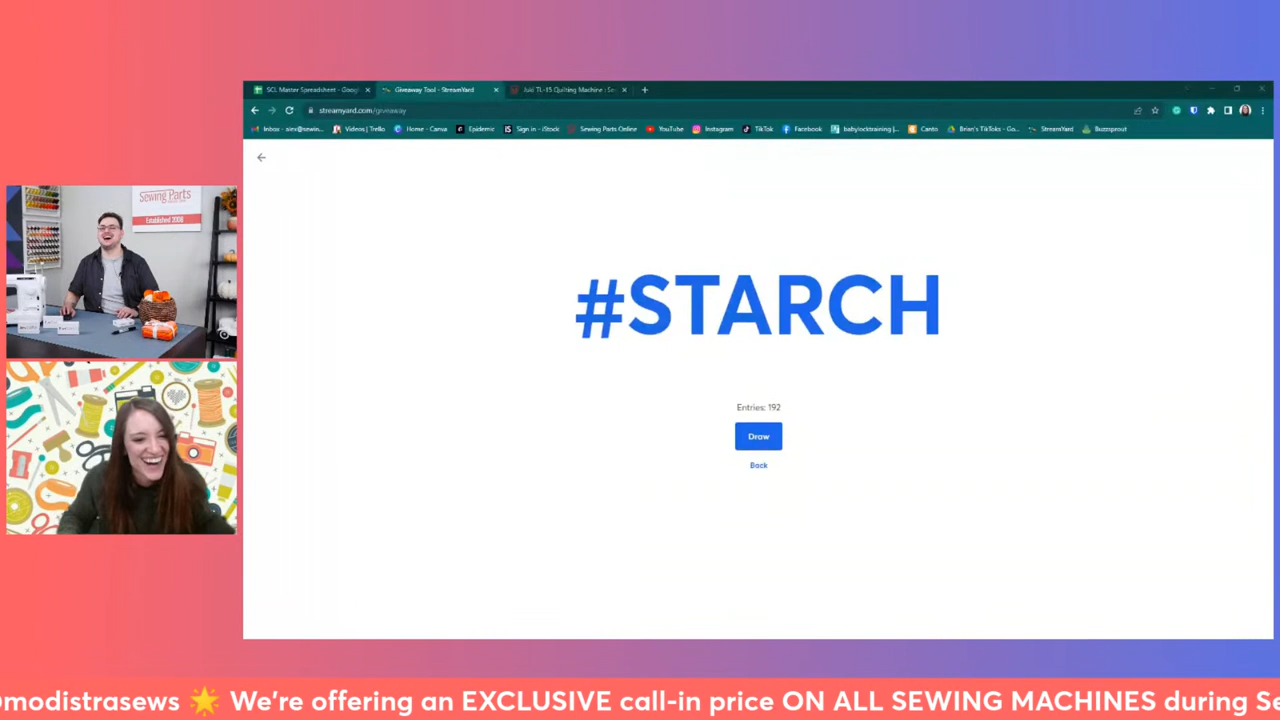 SCL Master Spreadsheet - Goog
Giveaway Tool - StreamYard
Juki TL-15 Quilting Machine : Se
streamyard.com/giveaway
Inbox - alex@sewin...
Videos | Trello
Home - Canva
Epidemic
Sign in - iStock
Sewing Parts Online
YouTube
Instagram
TikTok
Facebook
babylocktraining |...
Canto
Brian's TikToks - Go...
StreamYard
Buzzsprout
Sewing Parts
Established 2006
#STARCH
Entries: 192
Draw
Back
modistrasews 🌟 We're offering an EXCLUSIVE call-in price ON ALL SEWING MACHINES during Se